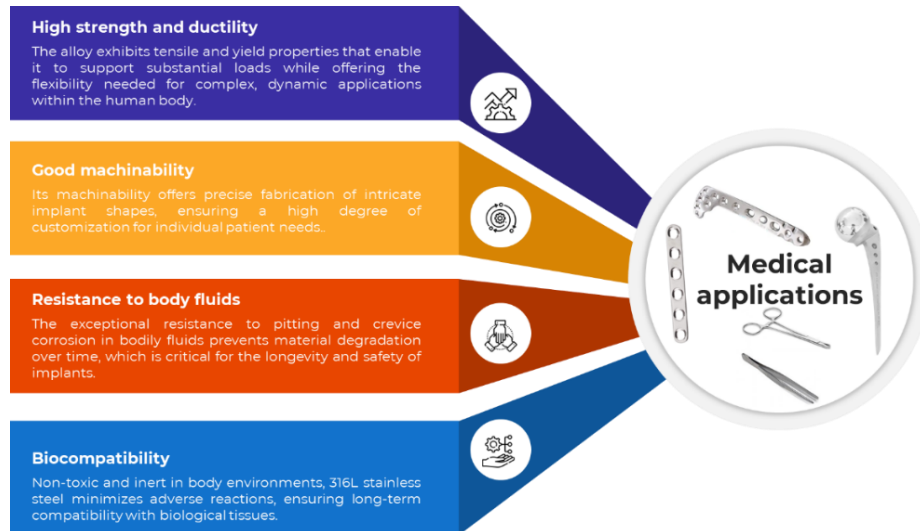 High strength and ductility
The alloy exhibits tensile and yield properties that enable
it to support substantial loads while offering the
flexibility needed for complex, dynamic applications
within the human body.
Good machinability
Its machinability offers precise fabrication of intricate
implant shapes, ensuring a high degree of
customization for individual patient needs..
Resistance to body fluids
The exceptional resistance to pitting and crevice
corrosion in bodily fluids prevents material degradation
over time, which is critical for the longevity and safety of
implants.
Biocompatibility
Non-toxic and inert in body environments, 316L stainless
steel minimizes adverse reactions, ensuring long-term
compatibility with biological tissues.
Medical
applications